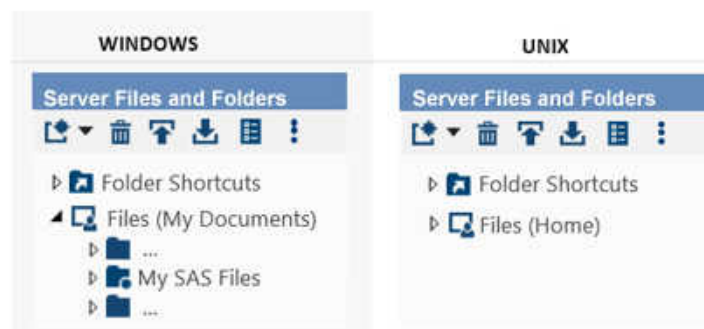 WINDOWS
Server Files and Folders
Folder Shortcuts
Files (My Documents)
...
My SAS Files
...
UNIX
Server Files and Folders
Folder Shortcuts
Files (Home)